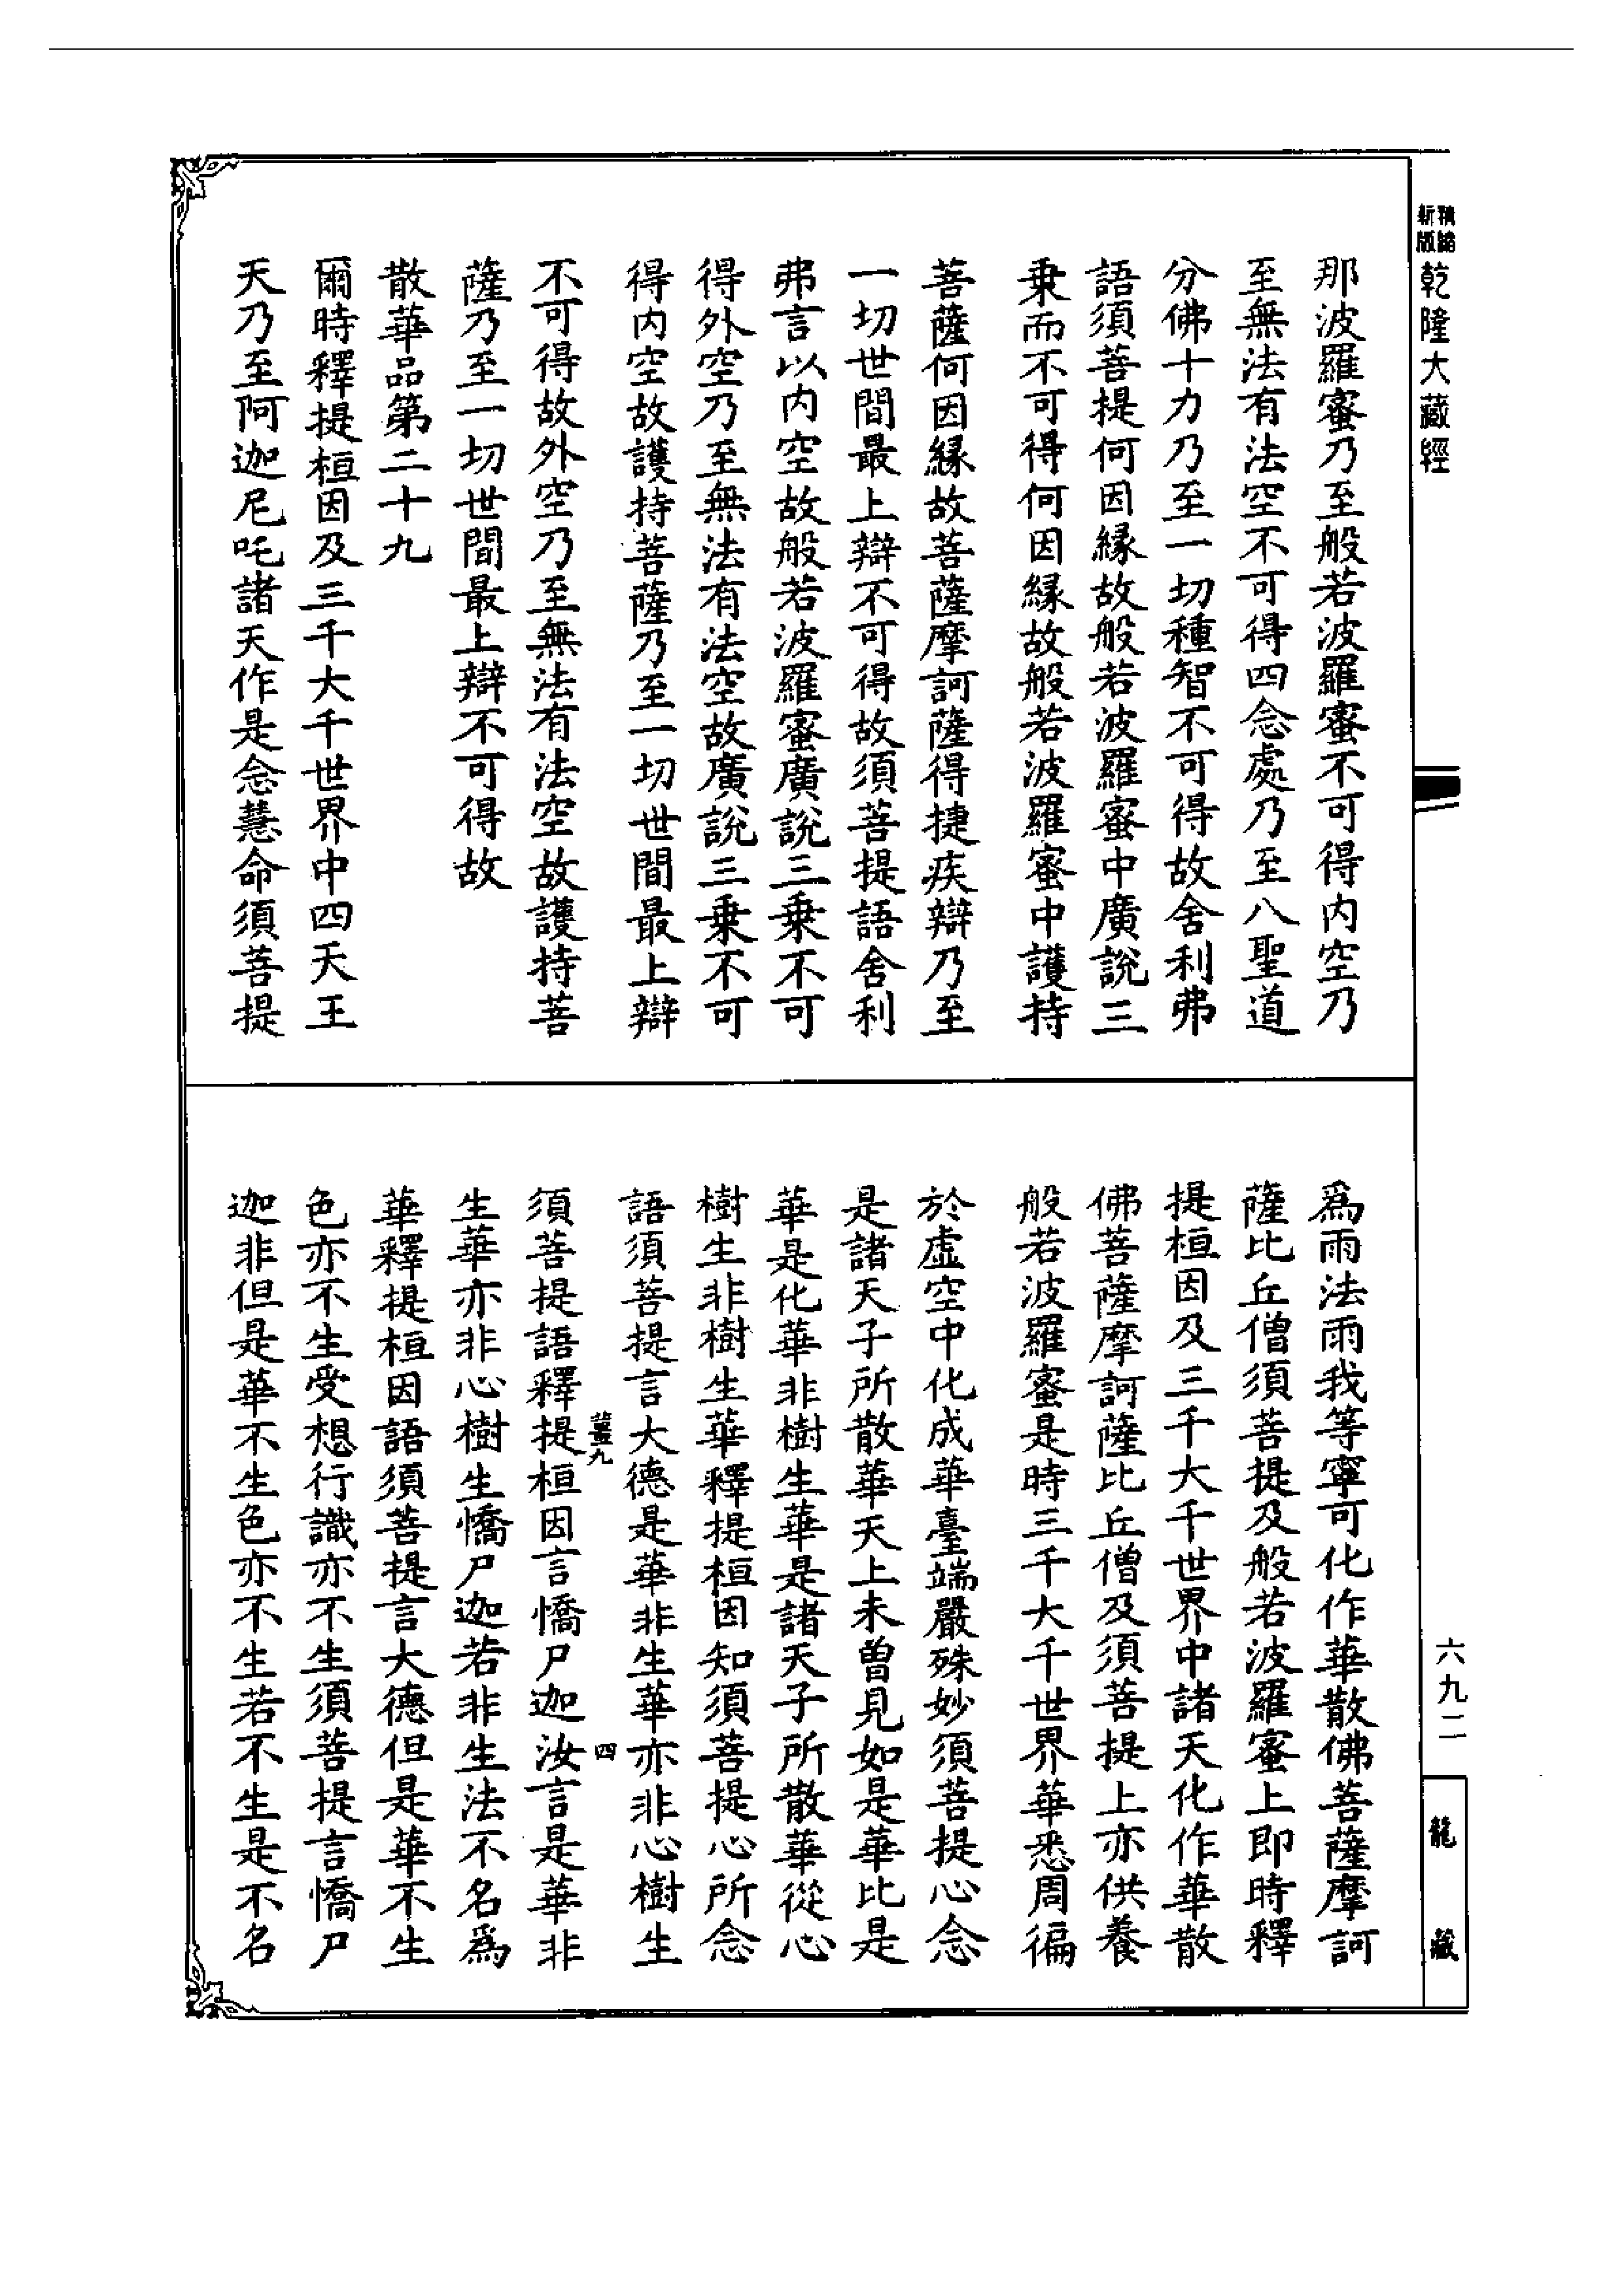 精縮新版乾隆大藏經
那波羅蜜乃至般若波羅蜜不可得内空乃
至無法有法空不可得四念處乃至八聖道
分佛十力乃至一切種智不可得故舍利弗
語須菩提何因緣故般若波羅蜜中廣說三
乗而不可得何因緣故般若波羅蜜中護持
菩薩何因緣故菩薩摩訶薩得捷疾辯乃至
一切世間最上辯不可得故須菩提語舍利
弗言以内空故般若波羅蜜廣說三乗不可
得外空乃至無法有法空故廣說三乗不可
得内空故護持菩薩乃至一切世間最上辯
不可得故外空乃至無法有法空故護持菩
薩乃至一切世間最上辯不可得故
散華品第二十九
爾時釋提桓因及三千大千世界中四天王
天乃至阿迦尼吒諸天作是念慧命須菩提
爲雨法雨我等寧可化作華散佛菩薩摩訶
薩比丘僧須菩提及般若波羅蜜上即時釋
提桓因及三千大千世界中諸天化作華散
佛菩薩摩訶薩比丘僧及須菩提上亦供養
般若波羅蜜是時三千大千世界華悉周徧
於虛空中化成華臺端嚴殊妙須菩提心念
是諸天子所散華天上未曾見如是華比是
華是化華非樹生華是諸天子所散華從心
樹生非樹生華釋提桓因知須菩提心所念
語須菩提言大德是華非生華亦非心樹生
四
須菩提語釋提桓因言憍尸迦汝言是華非
生華亦非心樹生憍尸迦若非生法不名爲
華釋提桓因語須菩提言大德但是華不生
色亦不生受想行識亦不生須菩提言憍尸
迦非但是華不生色亦不生若不生是不名
六九二
龍藏